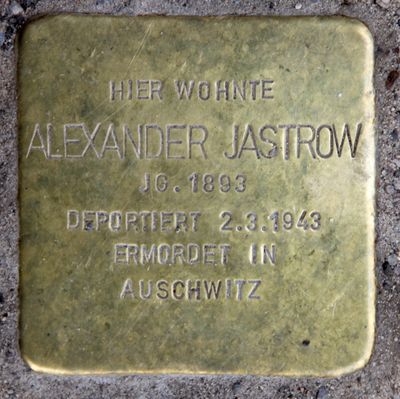 HIER WOHNTE
ALEXANDER JASTROW
JG. 1893
DEPORTIERT 2.3.1943
ERMORDET IN
AUSCHWITZ